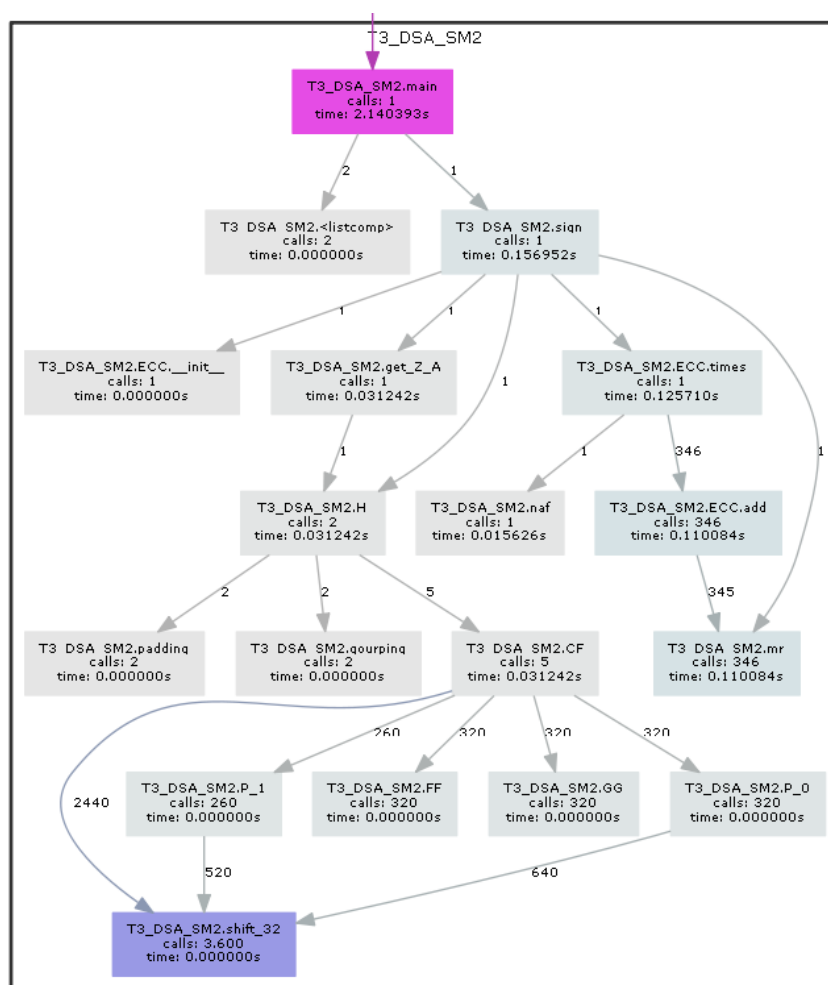 T3_DSA_SM2
T3_DSA_SM2.main
calls: 1
time: 2.140393s
2
1
T3_DSA_SM2.<listcomp>
calls: 2
time: 0.000000s
T3_DSA_SM2.sign
calls: 1
time: 0.156952s
1
1
1
1
1
T3_DSA_SM2.ECC.__init__
calls: 1
time: 0.000000s
T3_DSA_SM2.get_Z_A
calls: 1
time: 0.031242s
T3_DSA_SM2.ECC.times
calls: 1
time: 0.125710s
1
1
346
T3_DSA_SM2.H
calls: 2
time: 0.031242s
T3_DSA_SM2.naf
calls: 1
time: 0.015626s
T3_DSA_SM2.ECC.add
calls: 346
time: 0.110084s
2
2
5
345
T3_DSA_SM2.padding
calls: 2
time: 0.000000s
T3_DSA_SM2.gourping
calls: 2
time: 0.000000s
T3_DSA_SM2.CF
calls: 5
time: 0.031242s
T3_DSA_SM2.mr
calls: 346
time: 0.110084s
260
320
320
320
2440
T3_DSA_SM2.P_1
calls: 260
time: 0.000000s
T3_DSA_SM2.FF
calls: 320
time: 0.000000s
T3_DSA_SM2.GG
calls: 320
time: 0.000000s
T3_DSA_SM2.P_0
calls: 320
time: 0.000000s
520
640
T3_DSA_SM2.shift_32
calls: 3.600
time: 0.000000s